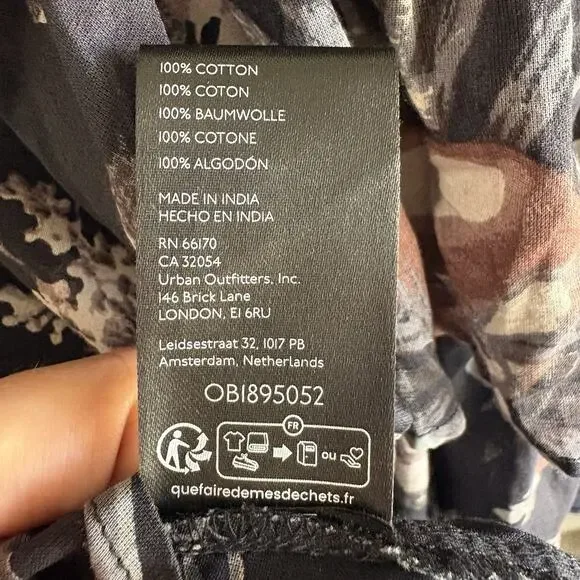 100% COTTON
100% COTON
100% BAUMWOLLE
100% COTONE
100% ALGODÓN
MADE IN INDIA
HECHO EN INDIA
RN 66170
CA 32054
Urban Outfitters, Inc.
146 Brick Lane
LONDON, E1 6RU
Leidsestraat 32, 1017 PB
Amsterdam, Netherlands
OB1895052
FR
ou
quefairedemesdechets.fr